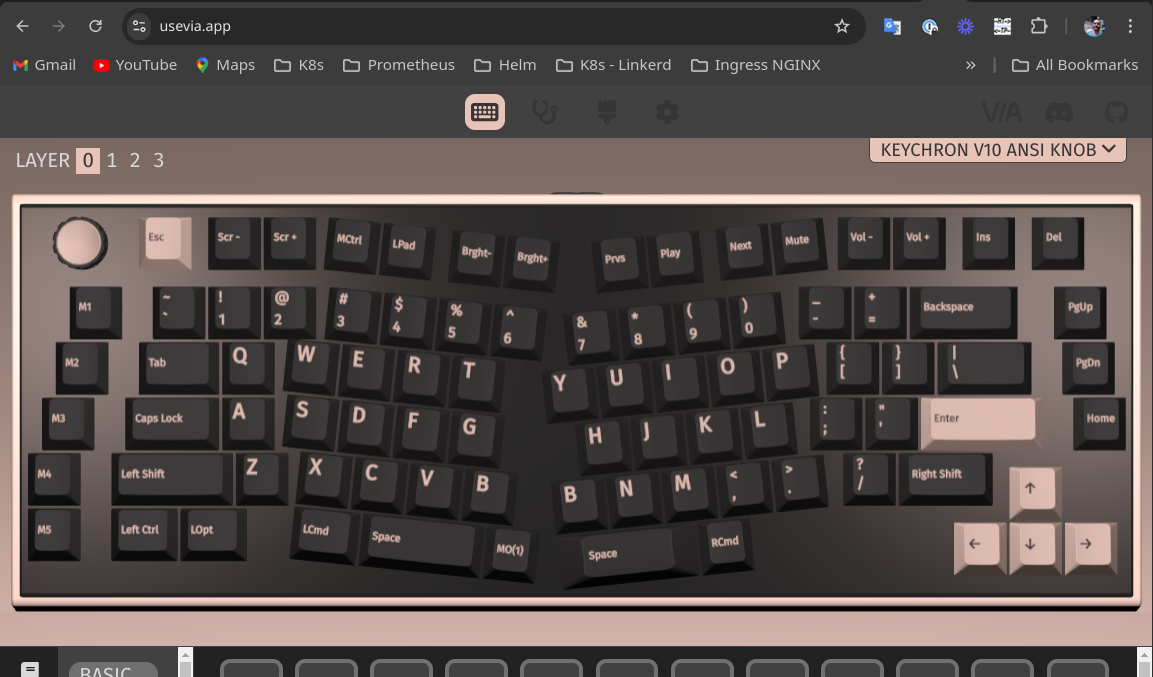 usevia.app
Gmail YouTube Maps K8s Prometheus Helm K8s - Linkerd Ingress NGINX » All Bookmarks
VIA
LAYER 0 1 2 3
KEYCHRON V10 ANSI KNOB
Esc Scr - Scr + MCtrl LPad Brght- Brght+ Prvs Play Next Mute Vol - Vol + Ins Del
M1 ~ ` ! 1 @ 2 # 3 $ 4 % 5 ^ 6 & 7 * 8 ( 9 ) 0 _ - + = Backspace PgUp
M2 Tab Q W E R T Y U I O P { [ } ] | \ PgDn
M3 Caps Lock A S D F G H J K L : ; " ' Enter Home
M4 Left Shift Z X C V B B N M < , > . ? / Right Shift ↑
M5 Left Ctrl LOpt LCmd Space MO(1) Space RCmd ← ↓ →
BASIC